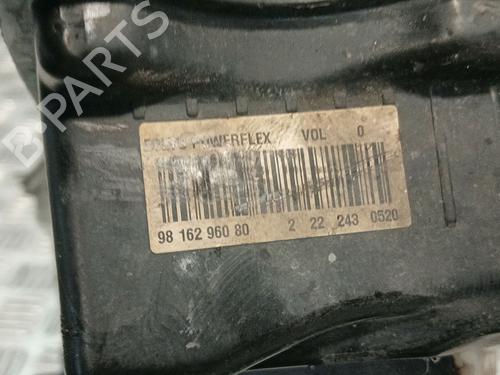 B-PARTS
POWERFLEX VOL 0
98 162 960 80 2 22 243 0520